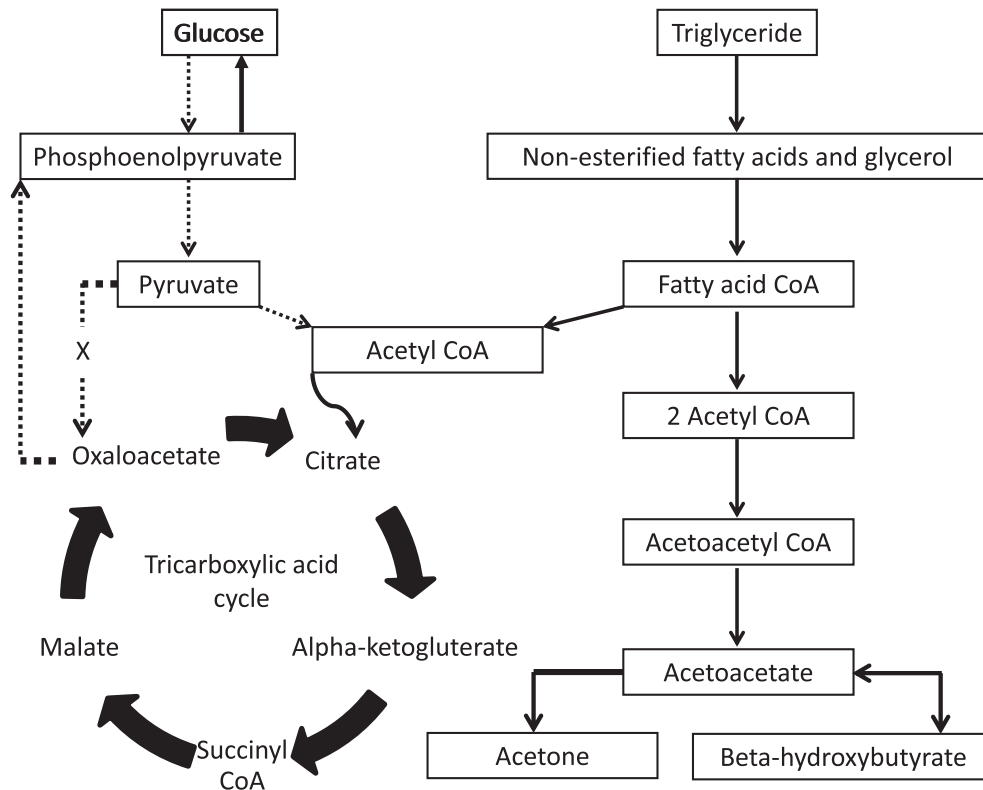 Glucose
Triglyceride
Phosphoenolpyruvate
Non-esterified fatty acids and glycerol
Pyruvate
Fatty acid CoA
X
Acetyl CoA
2 Acetyl CoA
Oxaloacetate
Citrate
Acetoacetyl CoA
Tricarboxylic acid
cycle
Malate
Alpha-ketogluterate
Acetoacetate
Succinyl
CoA
Acetone
Beta-hydroxybutyrate